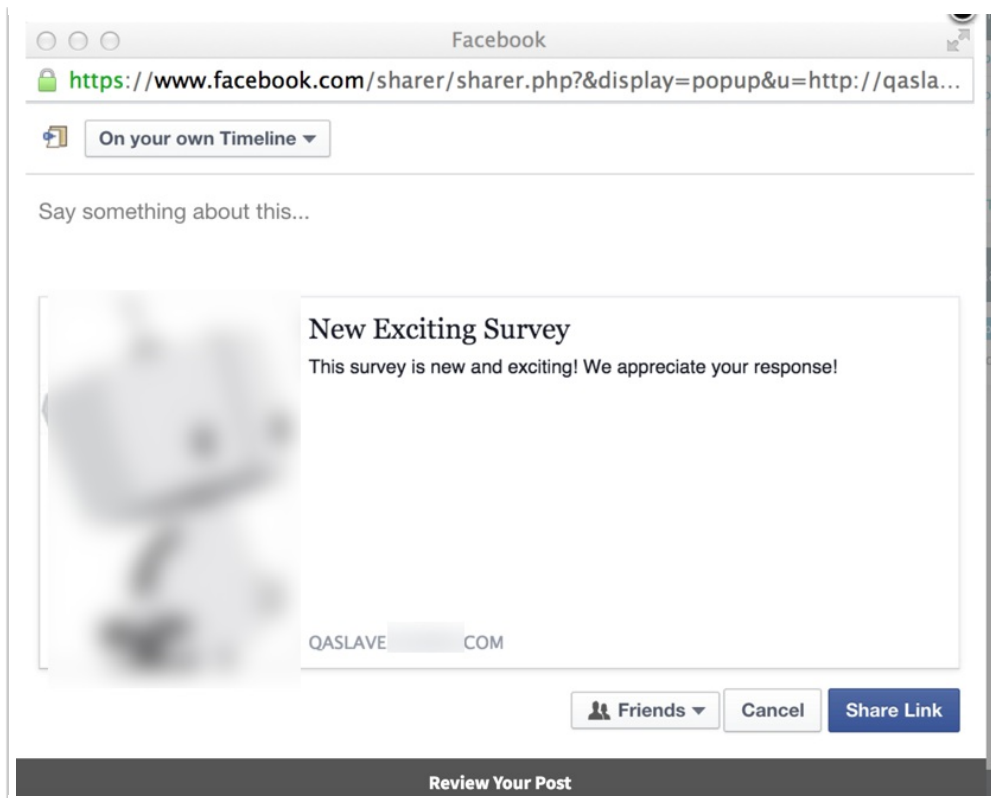 Facebook
https://www.facebook.com/sharer/sharer.php?&display=popup&u=http://qasla...
On your own Timeline
Say something about this...
New Exciting Survey
This survey is new and exciting! We appreciate your response!
QASLAVE COM
Friends Cancel Share Link
Review Your Post